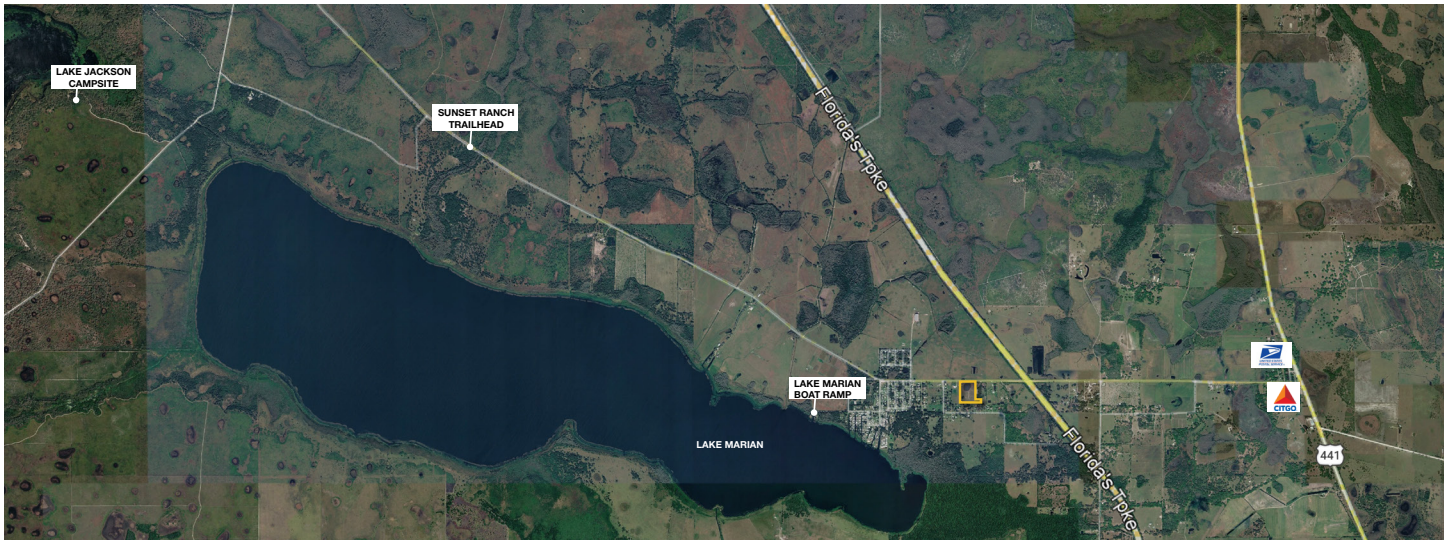 LAKE JACKSON
CAMPSITE
SUNSET RANCH
TRAILHEAD
Florida's Tpke
LAKE MARIAN
BOAT RAMP
LAKE MARIAN
CITGO
441
Florida's Tpke